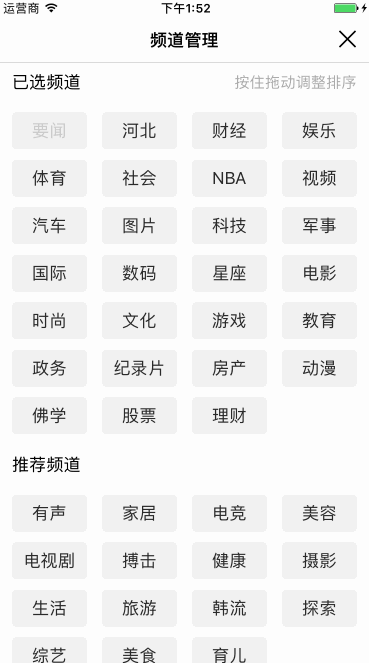 运营商 下午1:52
频道管理
已选频道 按住拖动调整排序
要闻 河北 财经 娱乐
体育 社会 NBA 视频
汽车 图片 科技 军事
国际 数码 星座 电影
时尚 文化 游戏 教育
政务 纪录片 房产 动漫
佛学 股票 理财
推荐频道
有声 家居 电竞 美容
电视剧 搏击 健康 摄影
生活 旅游 韩流 探索
综艺 美食 育儿